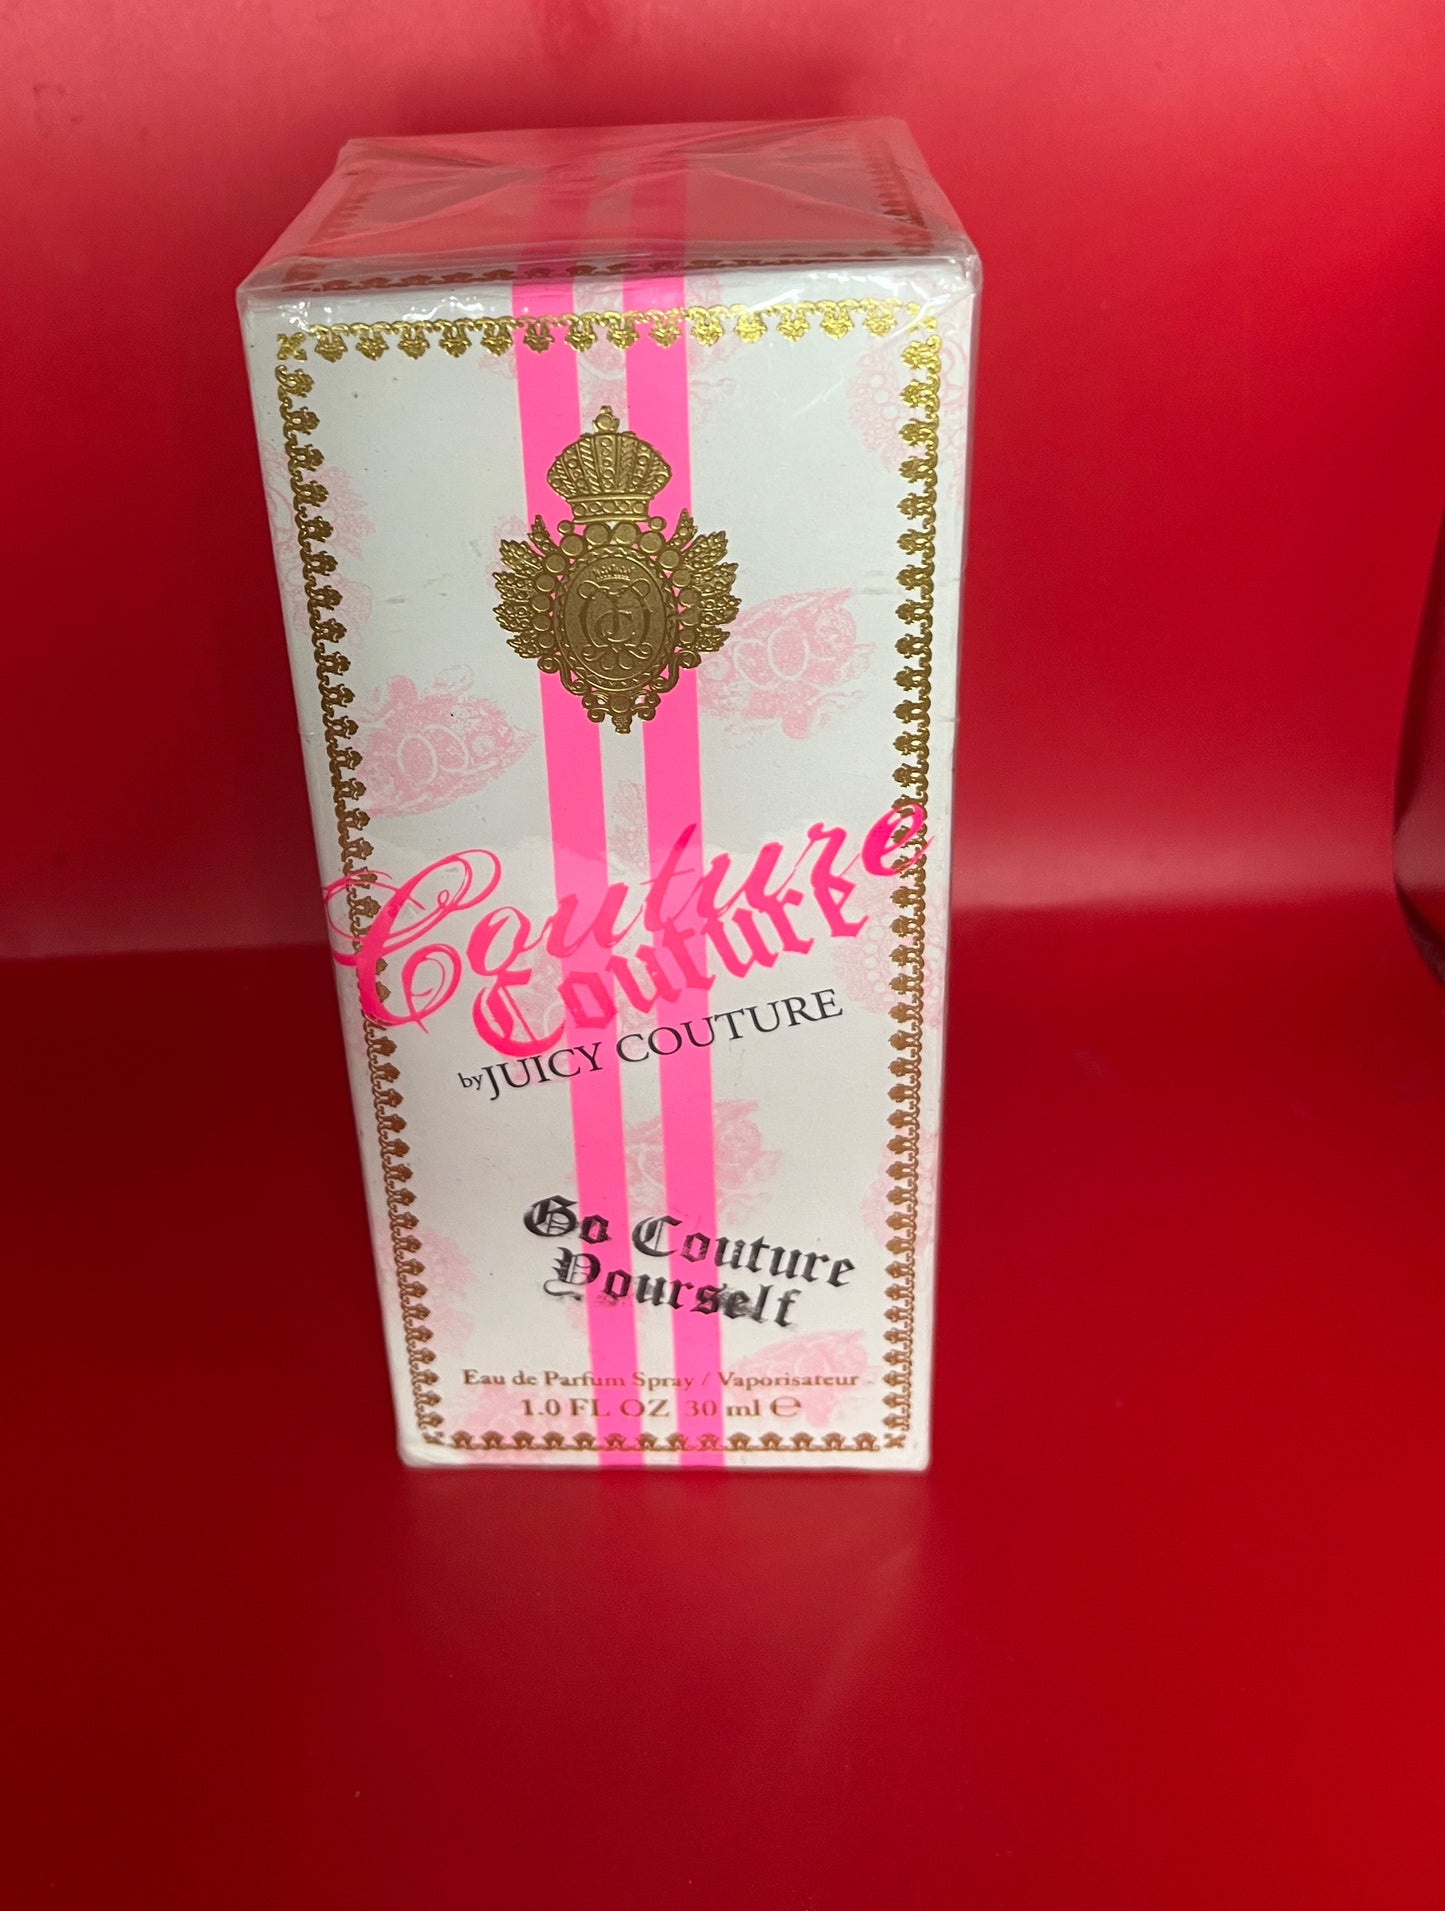 Couture
Couture
by JUICY COUTURE
Go Couture
Yourself
Eau de Parfum Spray / Vaporisateur
1.0 FL OZ 30 ml ℮